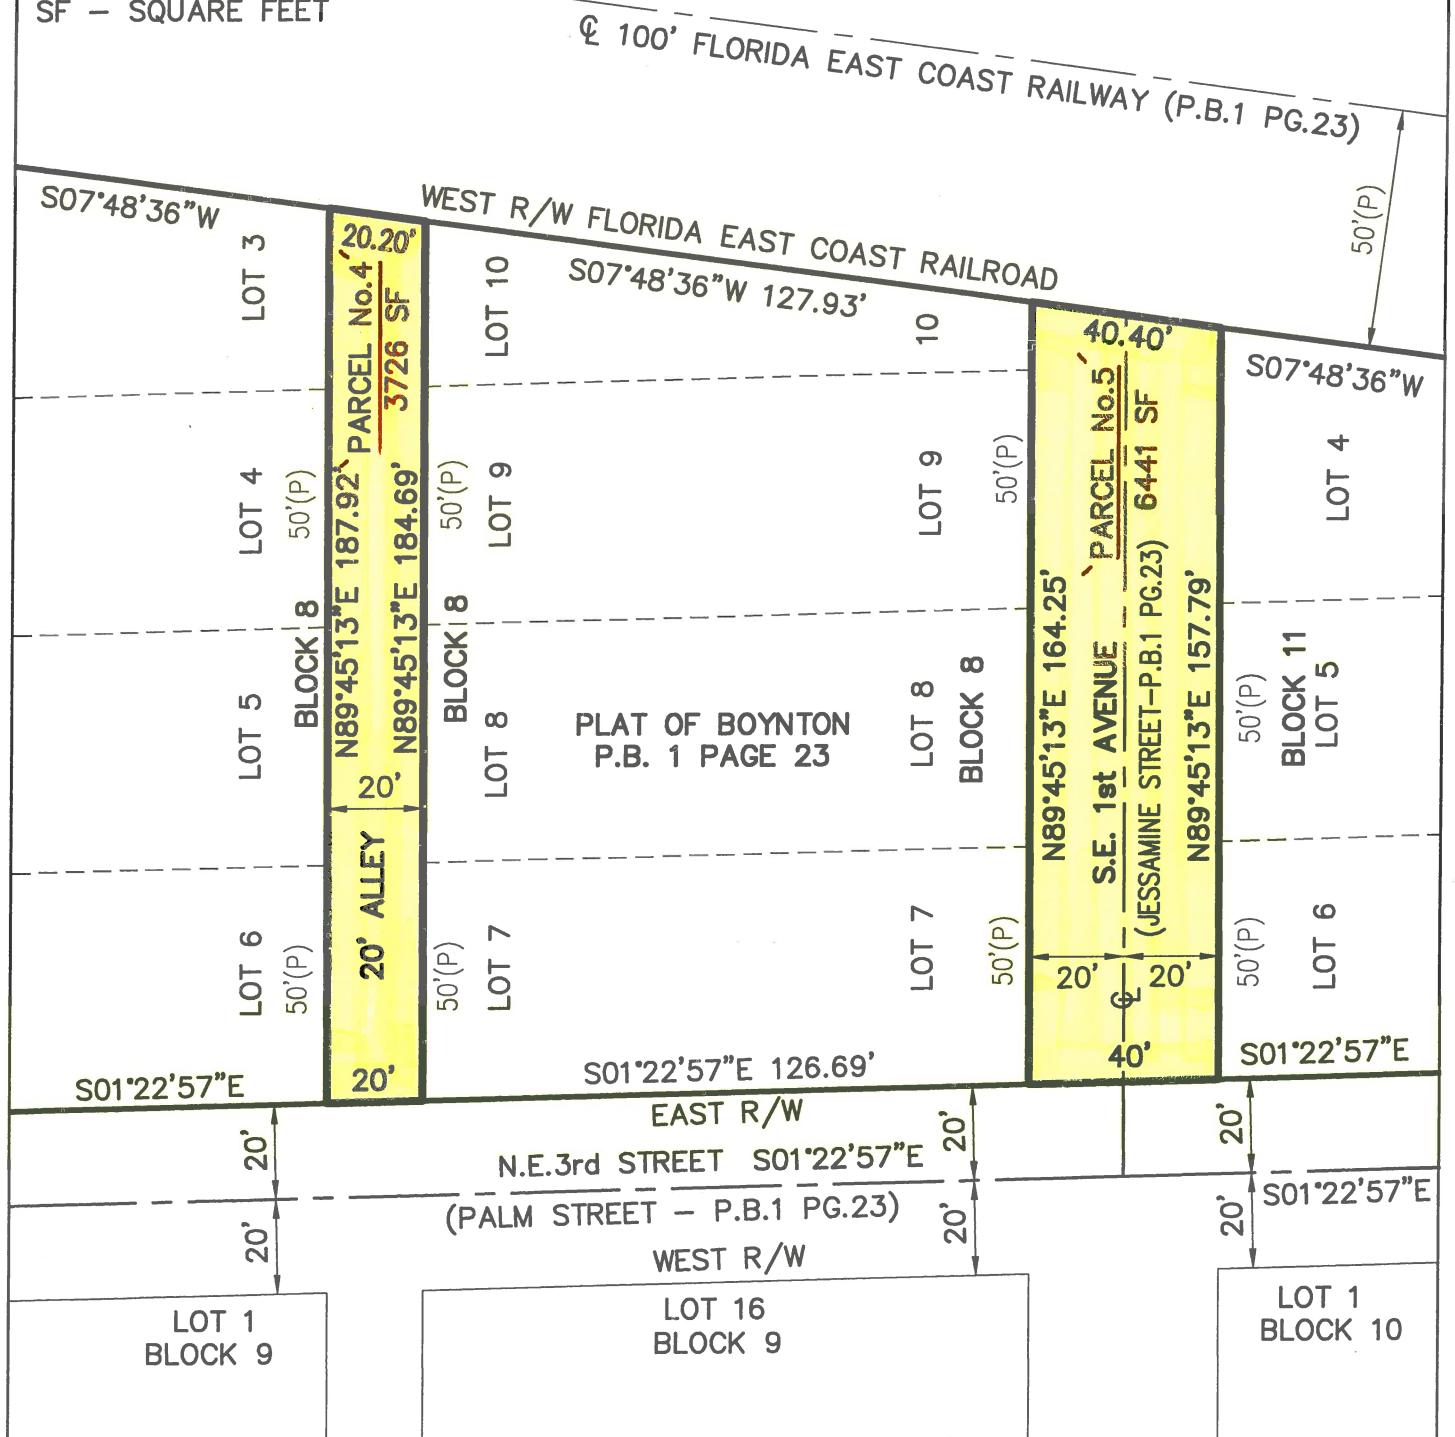 SF – SQUARE FEET
℄ 100' FLORIDA EAST COAST RAILWAY (P.B.1 PG.23)
50'(P)
S07°48'36"W
WEST R/W FLORIDA EAST COAST RAILROAD
S07°48'36"W 127.93'
S07°48'36"W
LOT 3
20.20'
PARCEL No.4
3726 SF
LOT 10
10
40.40'
PARCEL No.5
6441 SF
LOT 4
50'(P)
N89°45'13"E 187.92'
N89°45'13"E 184.69'
50'(P)
LOT 9
LOT 9
50'(P)
LOT 4
LOT 5
BLOCK 8
BLOCK 8
LOT 8
PLAT OF BOYNTON
P.B. 1 PAGE 23
LOT 8
BLOCK 8
N89°45'13"E 164.25'
S.E. 1st AVENUE
(JESSAMINE STREET–P.B.1 PG.23)
N89°45'13"E 157.79'
50'(P)
BLOCK 11
LOT 5
20'
20' ALLEY
LOT 6
50'(P)
50'(P)
LOT 7
LOT 7
50'(P)
20'
20'
℄
50'(P)
LOT 6
S01°22'57"E
20'
S01°22'57"E 126.69'
40'
S01°22'57"E
EAST R/W
20'
20'
20'
N.E.3rd STREET S01°22'57"E
S01°22'57"E
(PALM STREET – P.B.1 PG.23)
20'
20'
20'
WEST R/W
LOT 1
BLOCK 9
LOT 16
BLOCK 9
LOT 1
BLOCK 10